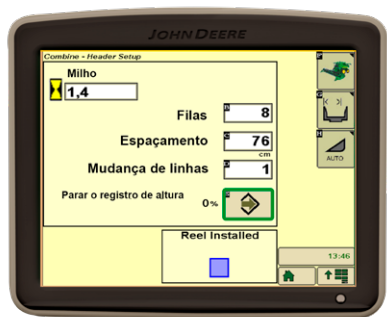 JOHN DEERE
Combine - Header Setup
Milho
1,4
Filas
A
8
Espaçamento
C
76
cm
Mudança de linhas
D
1
Parar o registro de altura
0%
E
Reel Installed
F
G
H
AUTO
13:46